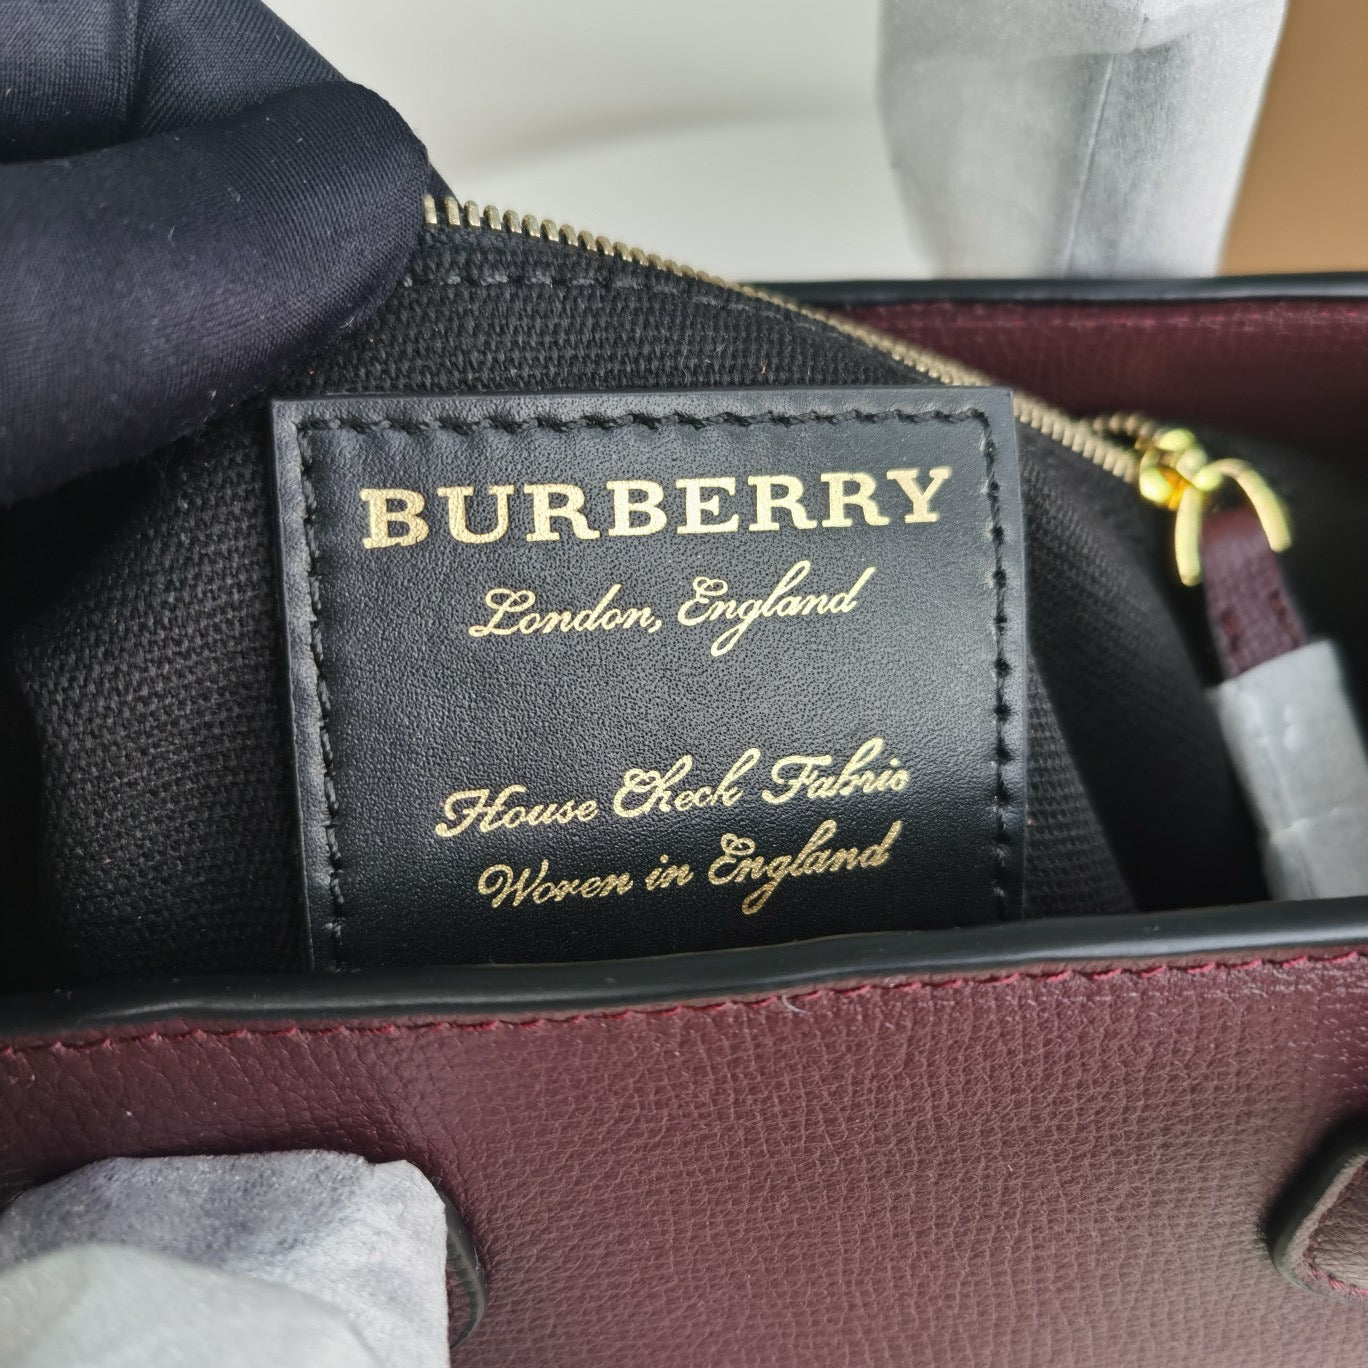 BURBERRY
London, England
House Check Fabric
Woven in England